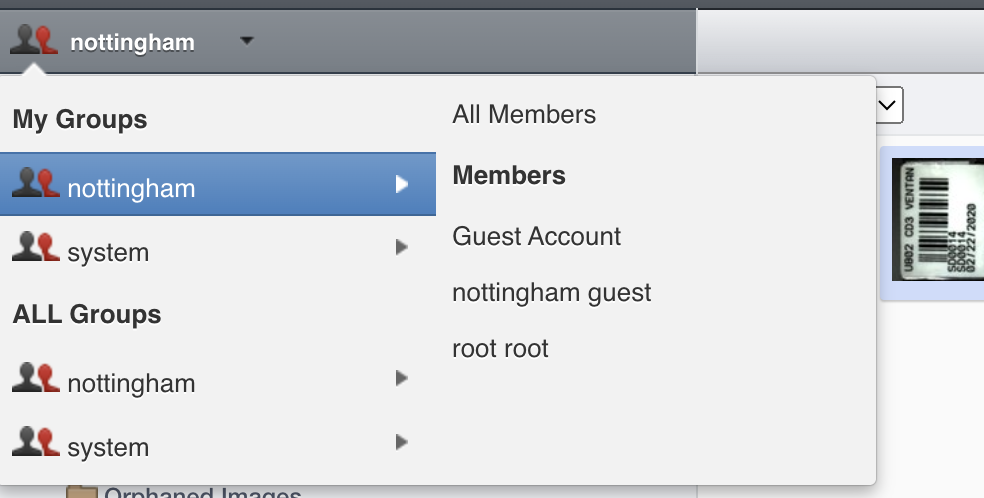 nottingham
My Groups
nottingham
system
ALL Groups
nottingham
system
All Members
Members
Guest Account
nottingham guest
root root
UB02 CD3 VENTAN
SD0014
SD0014
02/22/2020
Orphaned Images